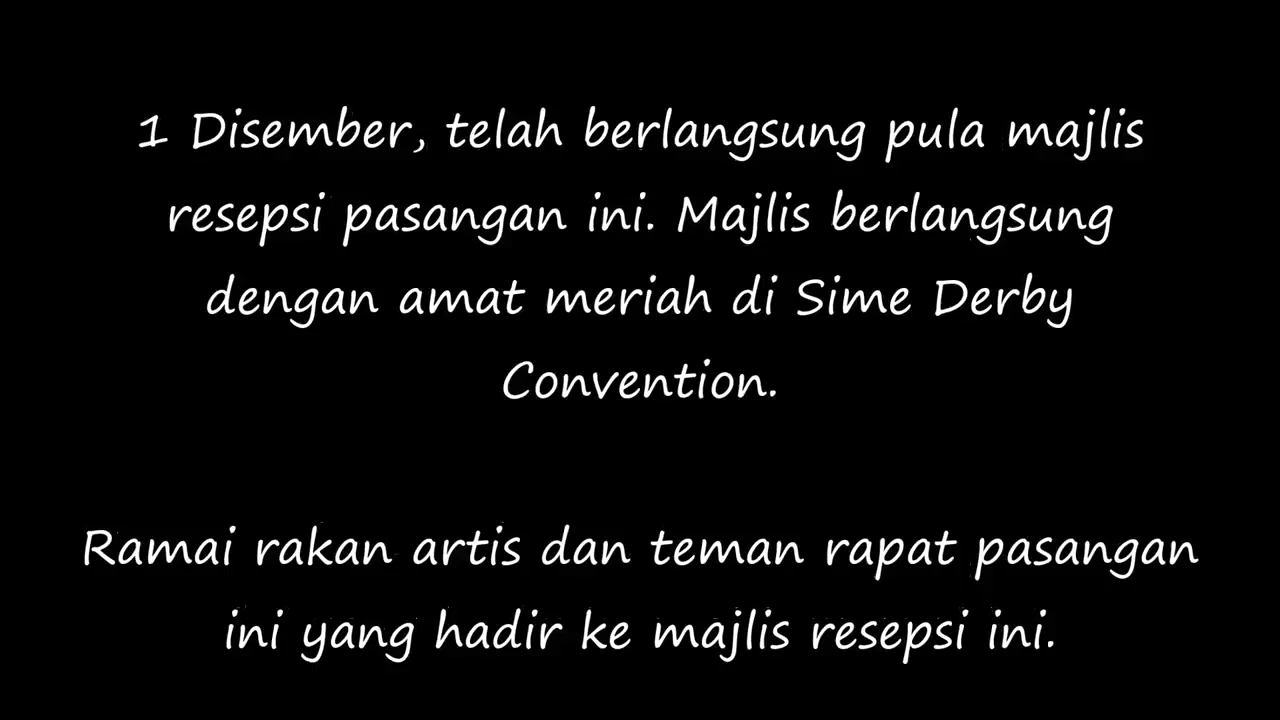 1 Disember, telah berlangsung pula majlis
resepsi pasangan ini. Majlis berlangsung
dengan amat meriah di Sime Derby
Convention.
Ramai rakan artis dan teman rapat pasangan
ini yang hadir ke majlis resepsi ini.